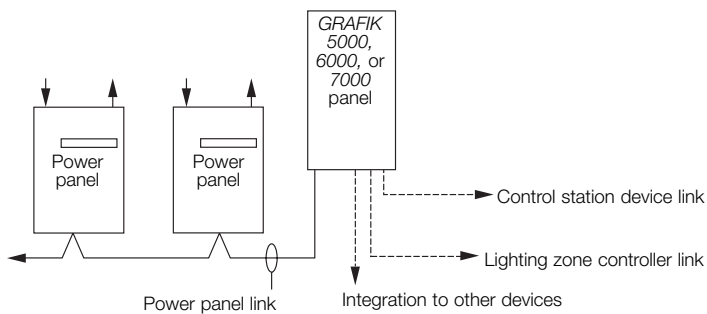 GRAFIK
5000,
6000, or
7000
panel
Power
panel
Power
panel
Control station device link
Lighting zone controller link
Power panel link
Integration to other devices